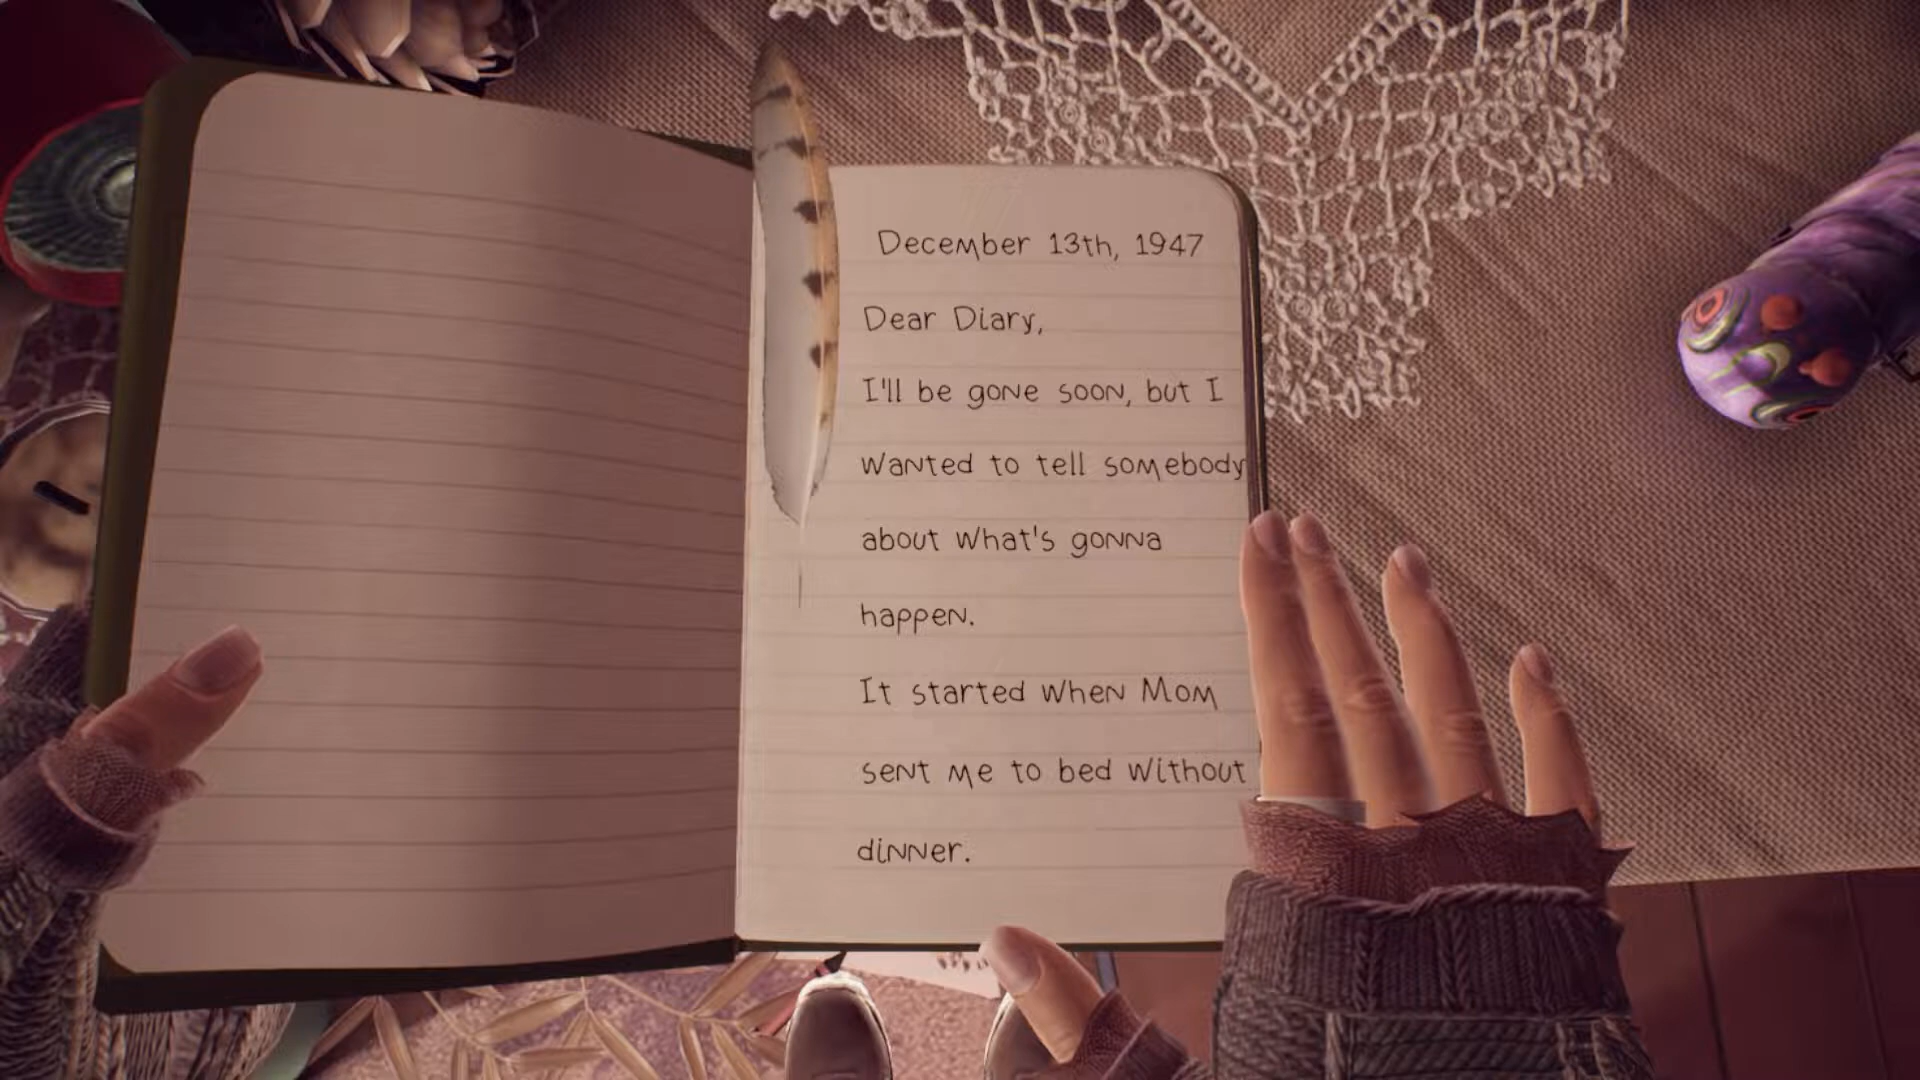 December 13th, 1947
Dear Diary,
I'll be gone soon, but I
wanted to tell somebody
about what's gonna
happen.
It started when Mom
sent me to bed without
dinner.